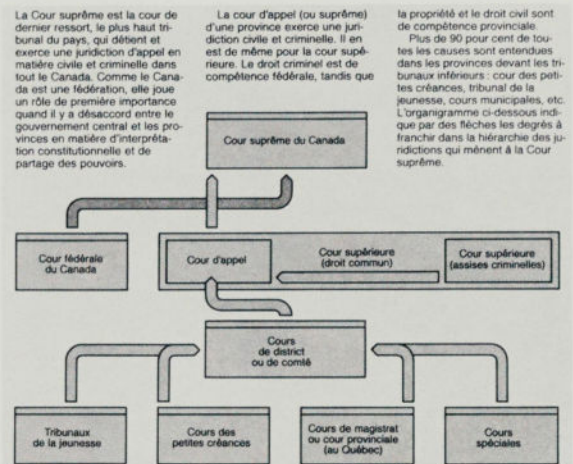 La Cour suprême est la cour de
dernier ressort, le plus haut tri-
bunal du pays, qui détient et
exerce une juridiction d'appel en
matière civile et criminelle dans
tout le Canada. Comme le Cana-
da est une fédération, elle joue
un rôle de première importance
quand il y a désaccord entre le
gouvernement central et les pro-
vinces en matière d'interpréta-
tion constitutionnelle et de
partage des pouvoirs.
La cour d'appel (ou suprême)
d'une province exerce une juri-
diction civile et criminelle. Il en
est de même pour la cour supé-
rieure. Le droit criminel est de
compétence fédérale, tandis que
la propriété et le droit civil sont
de compétence provinciale.
Plus de 90 pour cent de tou-
tes les causes sont entendues
dans les provinces devant les tri-
bunaux inférieurs : cour des peti-
tes créances, tribunal de la
jeunesse, cours municipales, etc.
L'organigramme ci-dessous indi-
que par des flèches les degrés à
franchir dans la hiérarchie des ju-
ridictions qui mènent à la Cour
suprême.
Cour suprême du Canada
Cour fédérale
du Canada
Cour d'appel
Cour supérieure
(droit commun)
Cour supérieure
(assises criminelles)
Cours
de district
ou de comté
Tribunaux
de la jeunesse
Cours des
petites créances
Cours de magistrat
ou cour provinciale
(au Québec)
Cours
spéciales